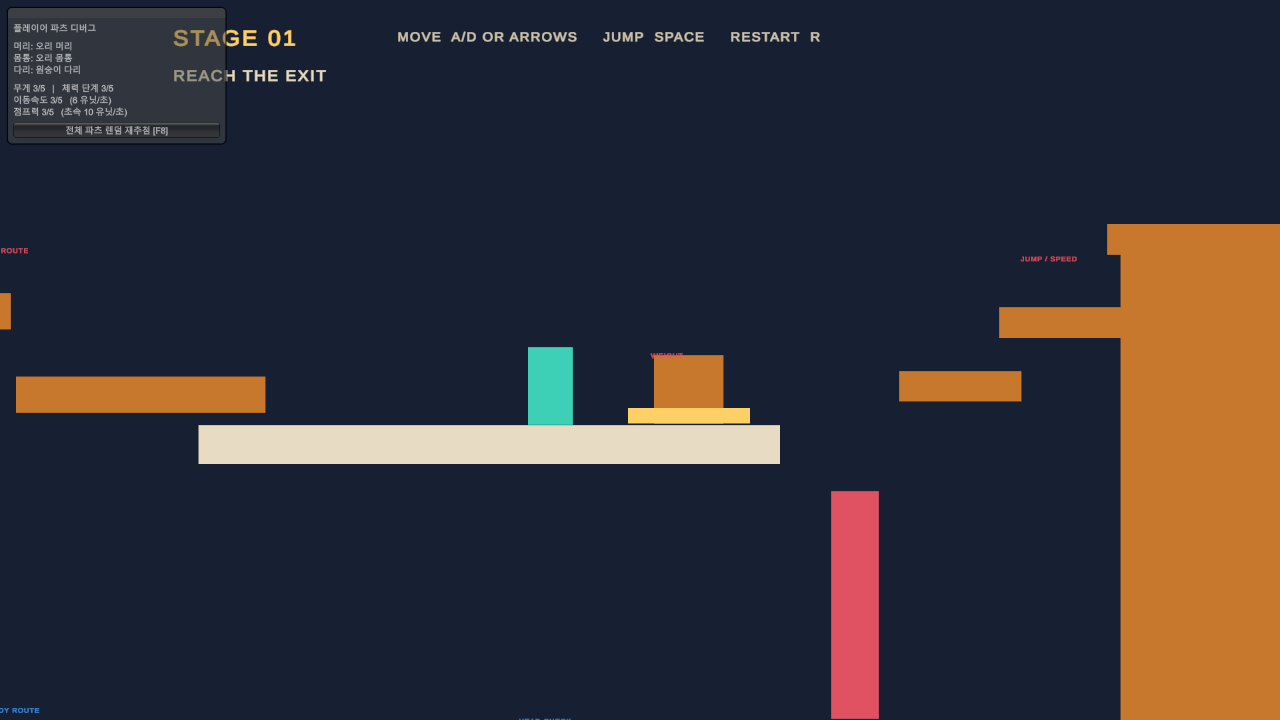 플레이어 파츠 디버그
머리: 오리 머리
몸통: 오리 몸통
다리: 원숭이 다리
무게 3/5 | 체력 단계 3/5
이동속도 3/5 (6 유닛/초)
점프력 3/5 (초속 10 유닛/초)
전체 파츠 랜덤 재추첨 [F8]
STAGE 01
REACH THE EXIT
MOVE A/D OR ARROWS JUMP SPACE RESTART R
ROUTE
JUMP / SPEED
WEIGHT
DY ROUTE